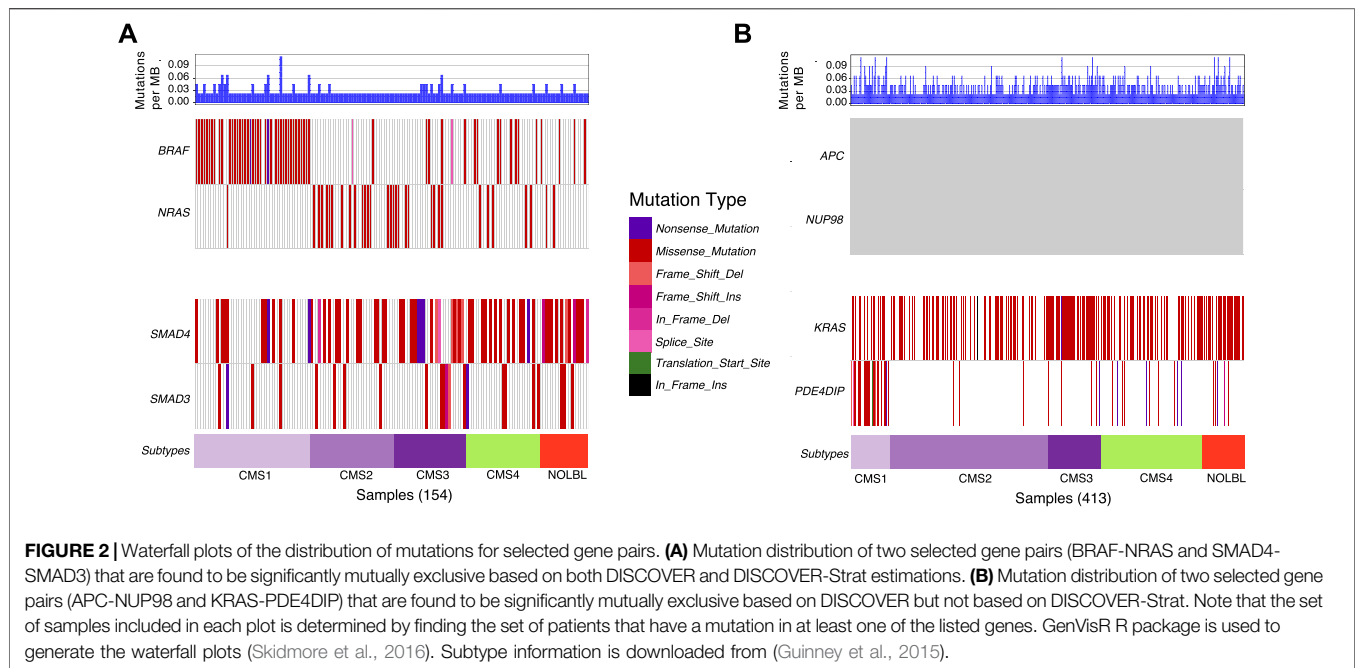 A
Mutations
per MB
0.09
0.06
0.03
0.00
BRAF
NRAS
SMAD4
SMAD3
Subtypes
CMS1
CMS2
CMS3
CMS4
NOLBL
Samples (154)
Mutation Type
Nonsense_Mutation
Missense_Mutation
Frame_Shift_Del
Frame_Shift_Ins
In_Frame_Del
Splice_Site
Translation_Start_Site
In_Frame_Ins
B
Mutations
per MB
0.09
0.06
0.03
0.00
APC
NUP98
KRAS
PDE4DIP
Subtypes
CMS1
CMS2
CMS3
CMS4
NOLBL
Samples (413)
FIGURE 2 | Waterfall plots of the distribution of mutations for selected gene pairs. (A) Mutation distribution of two selected gene pairs (BRAF-NRAS and SMAD4-
SMAD3) that are found to be significantly mutually exclusive based on both DISCOVER and DISCOVER-Strat estimations. (B) Mutation distribution of two selected gene
pairs (APC-NUP98 and KRAS-PDE4DIP) that are found to be significantly mutually exclusive based on DISCOVER but not based on DISCOVER-Strat. Note that the set
of samples included in each plot is determined by finding the set of patients that have a mutation in at least one of the listed genes. GenVisR R package is used to
generate the waterfall plots (Skidmore et al., 2016). Subtype information is downloaded from (Guinney et al., 2015).